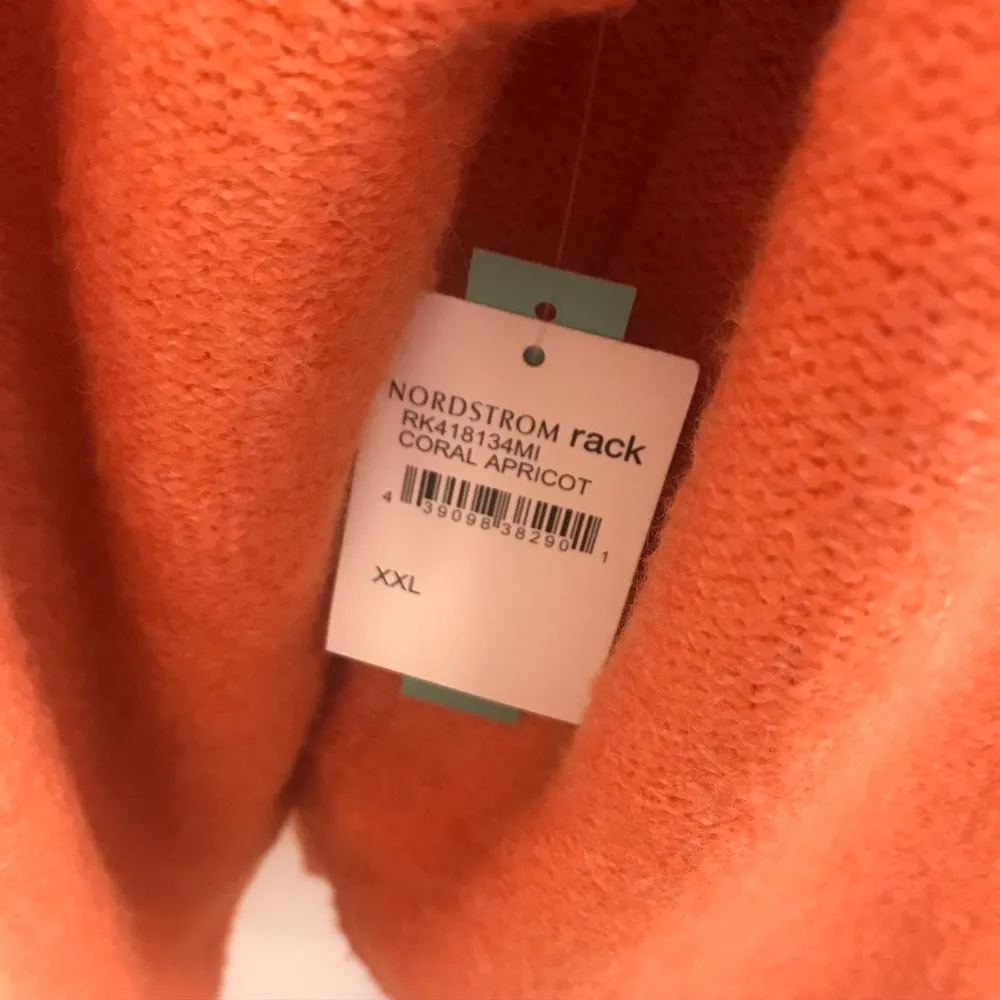 NORDSTROM rack
RK418134MI
CORAL APRICOT
4 39098 38290 1
XXL